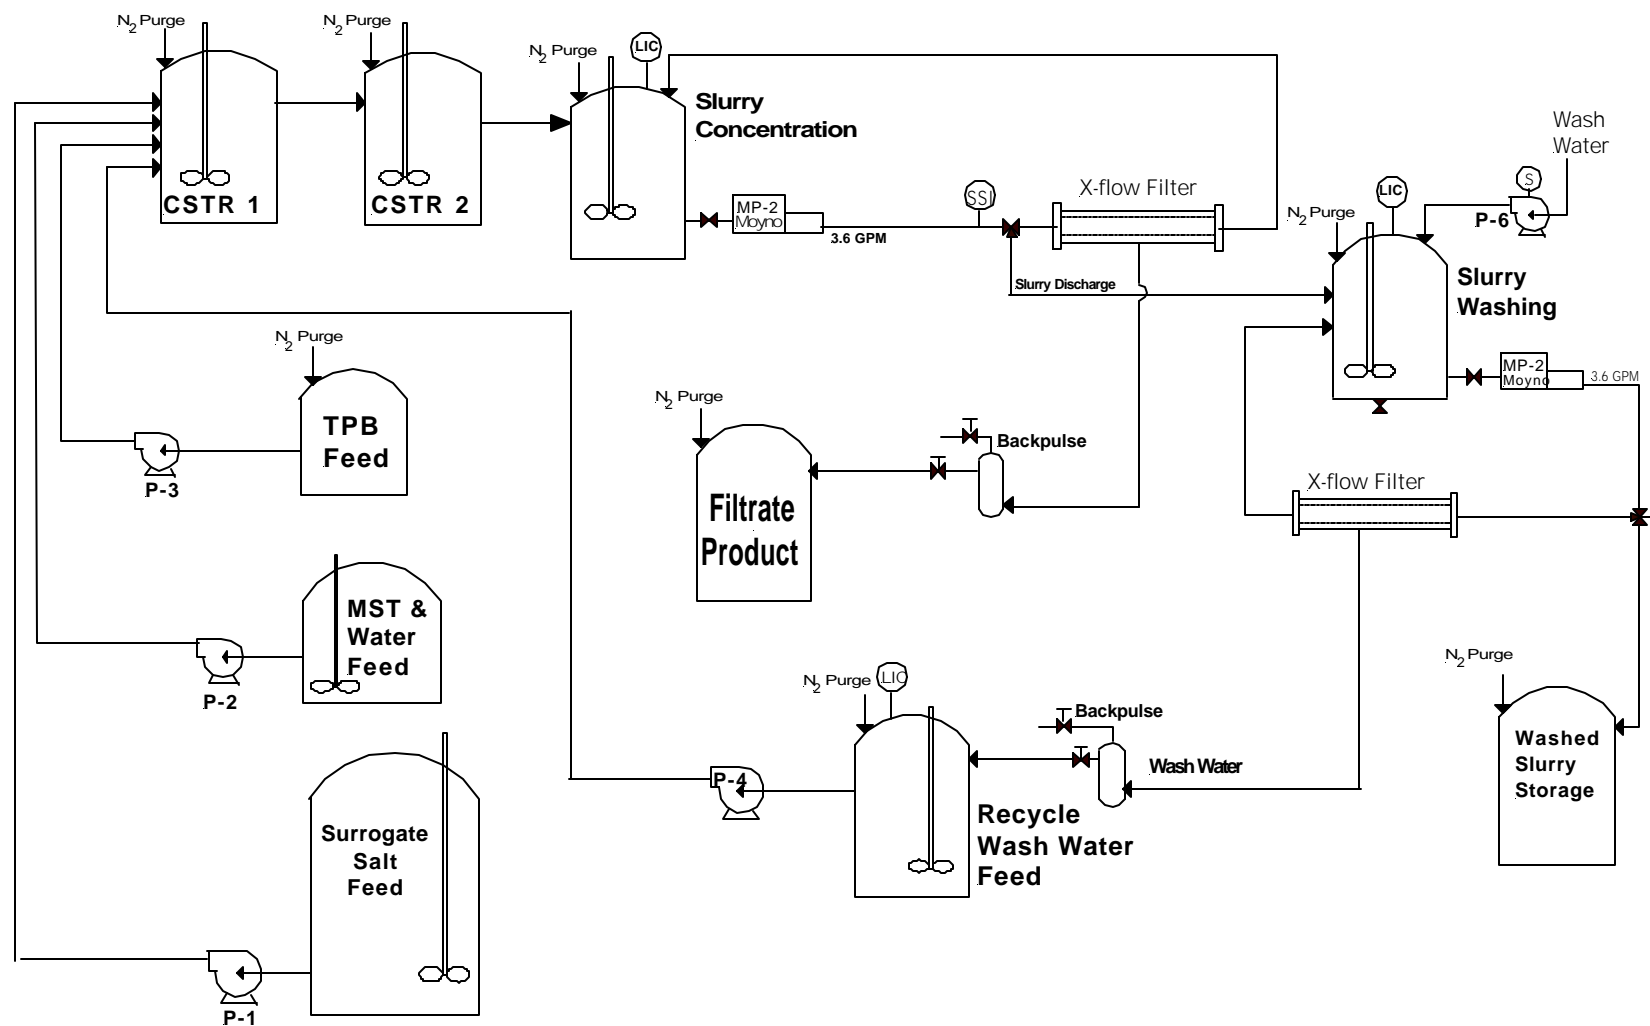 N2 Purge
N2 Purge
N2 Purge
LIC
Slurry
Concentration
CSTR 1
CSTR 2
MP-2
Moyno
3.6 GPM
SSI
X-flow Filter
Slurry Discharge
Wash
Water
S
P-6
LIC
N2 Purge
Slurry
Washing
MP-2
Moyno
3.6 GPM
N2 Purge
TPB
Feed
P-3
N2 Purge
Filtrate
Product
Backpulse
X-flow Filter
MST &
Water
Feed
P-2
N2 Purge
LIC
Backpulse
Wash Water
P-4
Recycle
Wash Water
Feed
N2 Purge
Washed
Slurry
Storage
Surrogate
Salt
Feed
P-1